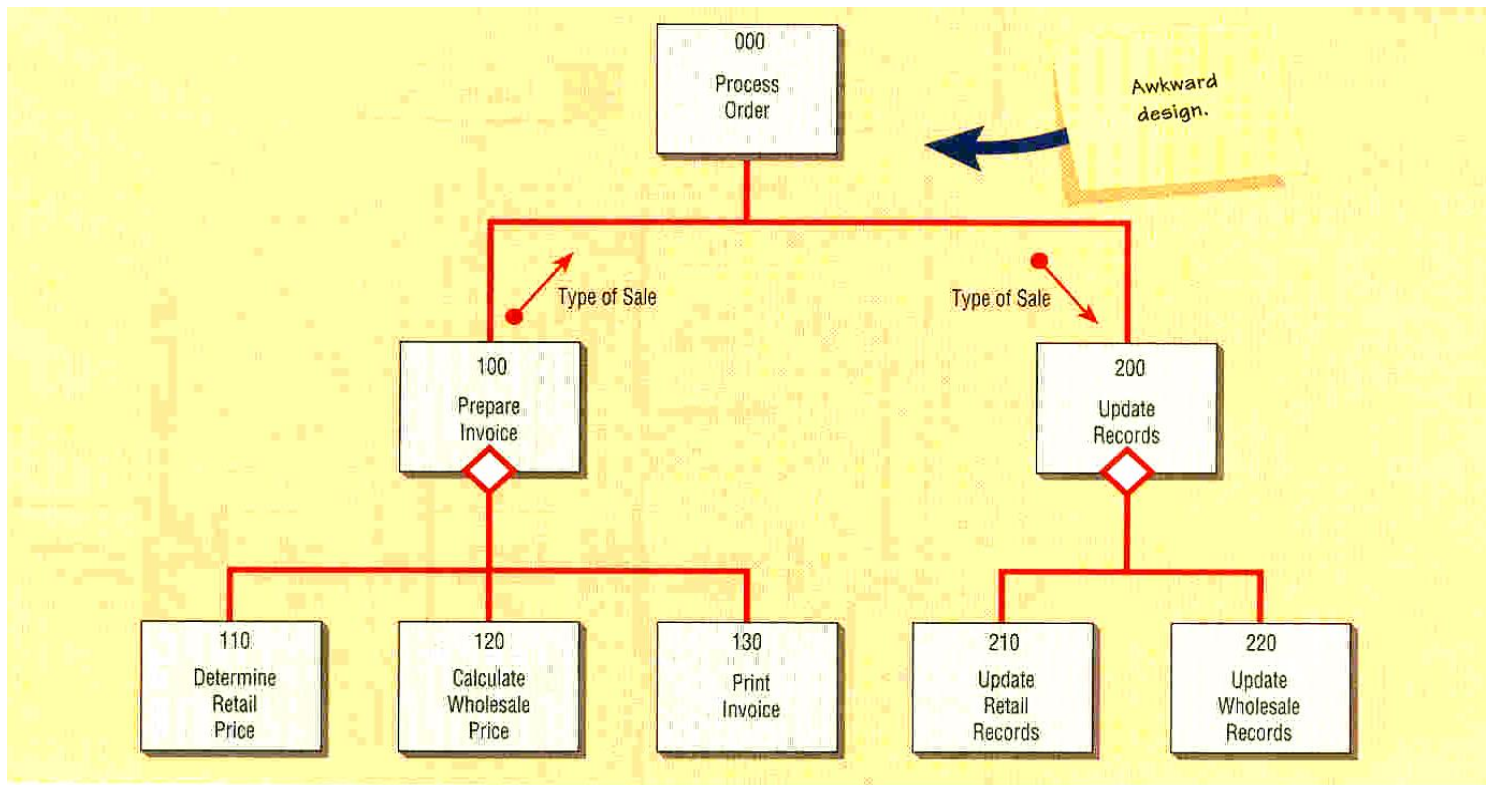 000
Process
Order
Awkward
design.
Type of Sale
Type of Sale
100
Prepare
Invoice
200
Update
Records
110
Determine
Retail
Price
120
Calculate
Wholesale
Price
130
Print
Invoice
210
Update
Retail
Records
220
Update
Wholesale
Records